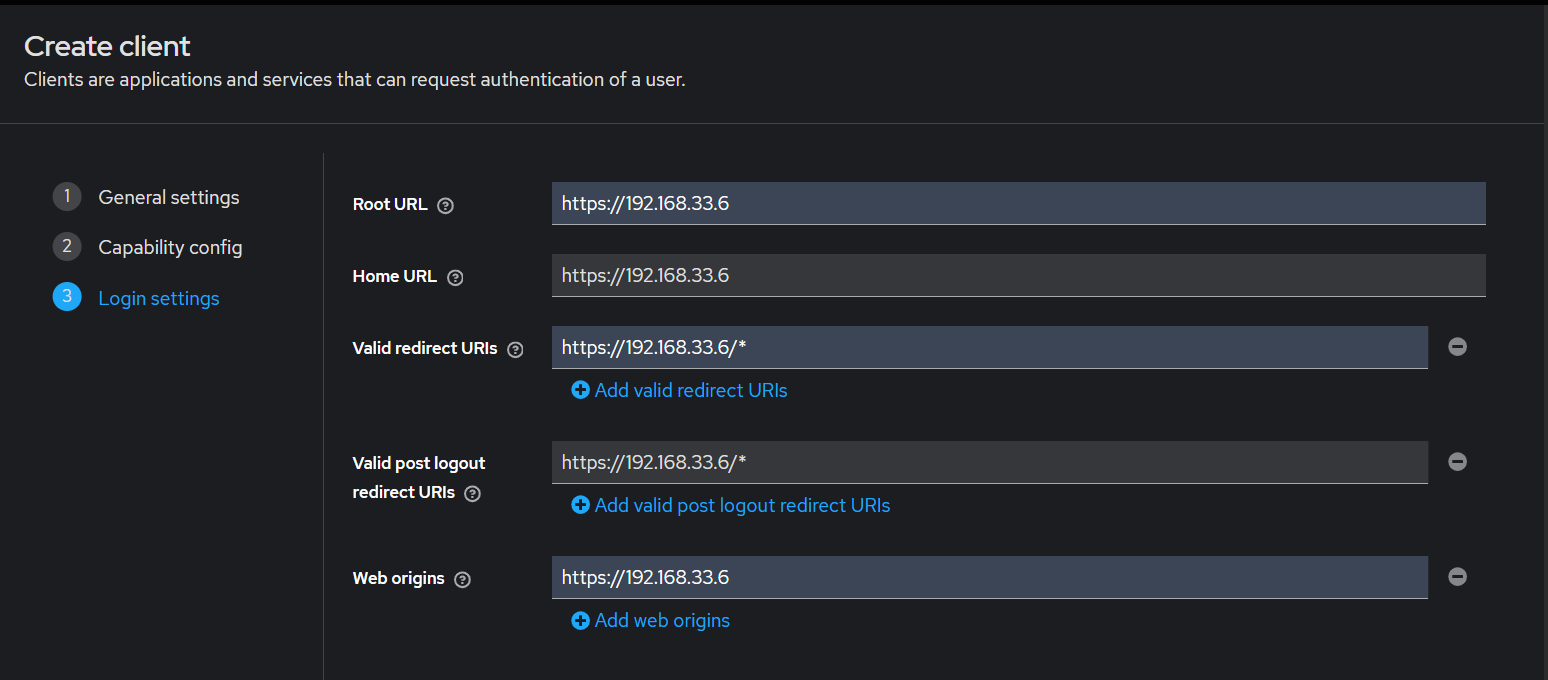 Create client
Clients are applications and services that can request authentication of a user.
1 General settings
2 Capability config
3 Login settings
Root URL ? https://192.168.33.6
Home URL ? https://192.168.33.6
Valid redirect URIs ? https://192.168.33.6/*
Add valid redirect URIs
Valid post logout
redirect URIs ? https://192.168.33.6/*
Add valid post logout redirect URIs
Web origins ? https://192.168.33.6
Add web origins